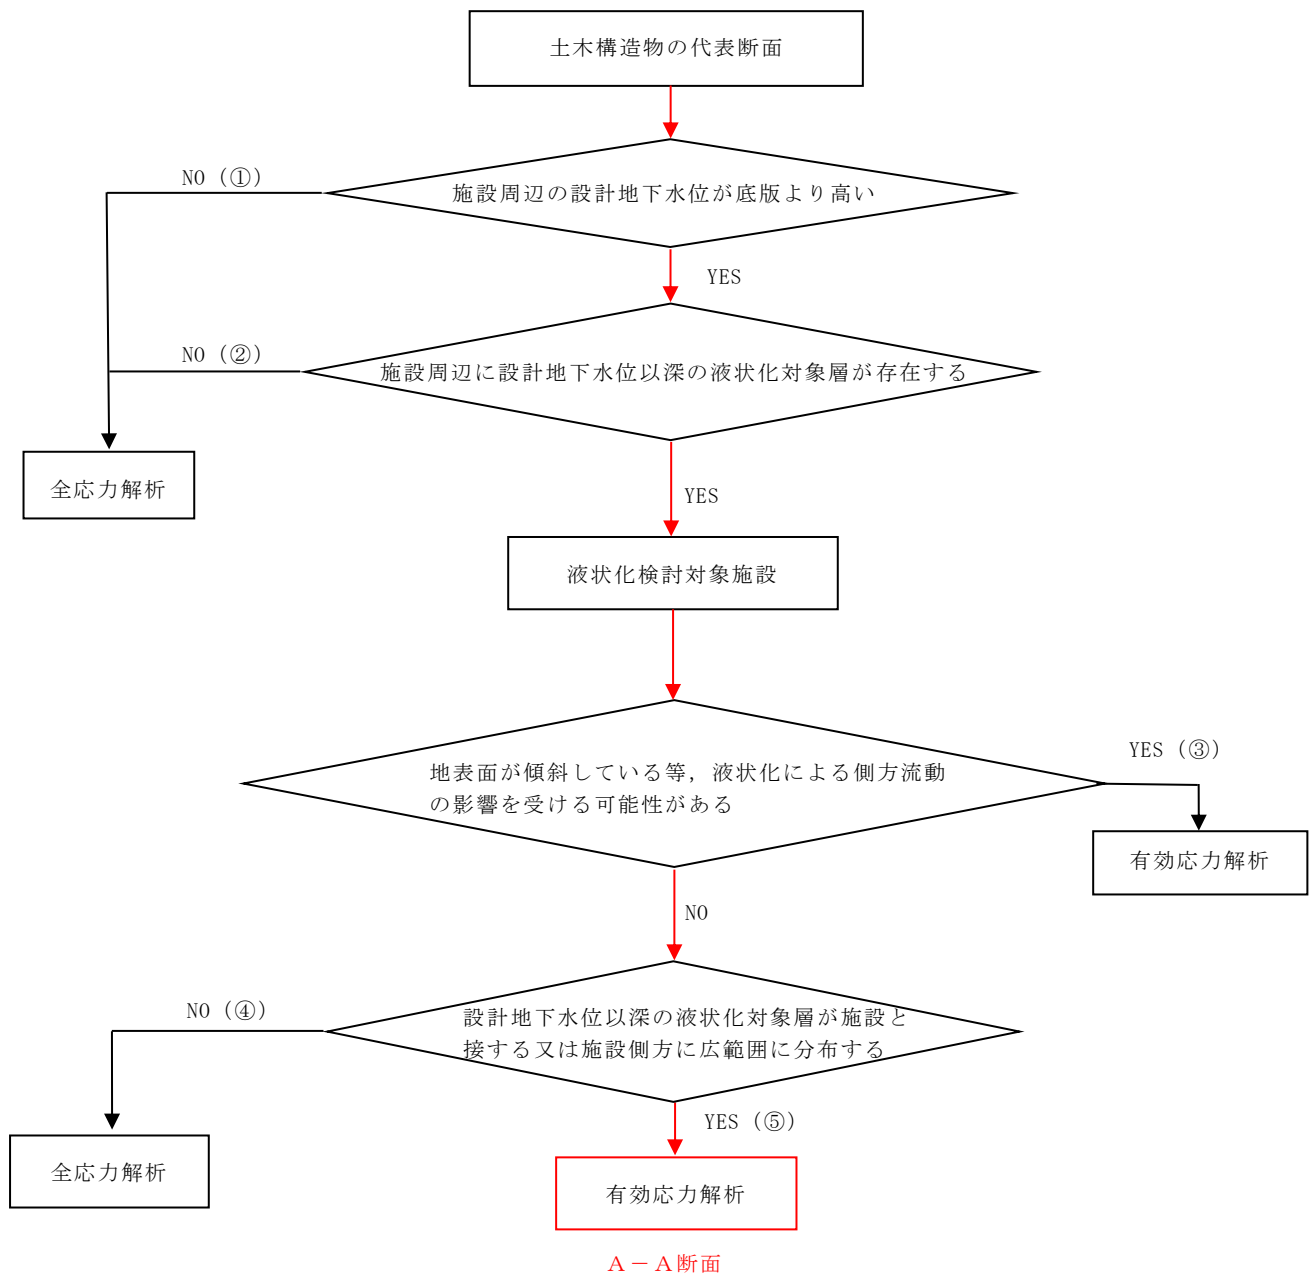 土木構造物の代表断面
NO（①）
施設周辺の設計地下水位が底版より高い
YES
NO（②）
施設周辺に設計地下水位以深の液状化対象層が存在する
全応力解析
YES
液状化検討対象施設
YES（③）
地表面が傾斜している等，液状化による側方流動
の影響を受ける可能性がある
有効応力解析
NO
NO（④）
設計地下水位以深の液状化対象層が施設と
接する又は施設側方に広範囲に分布する
YES（⑤）
全応力解析
有効応力解析
Ａ－Ａ断面